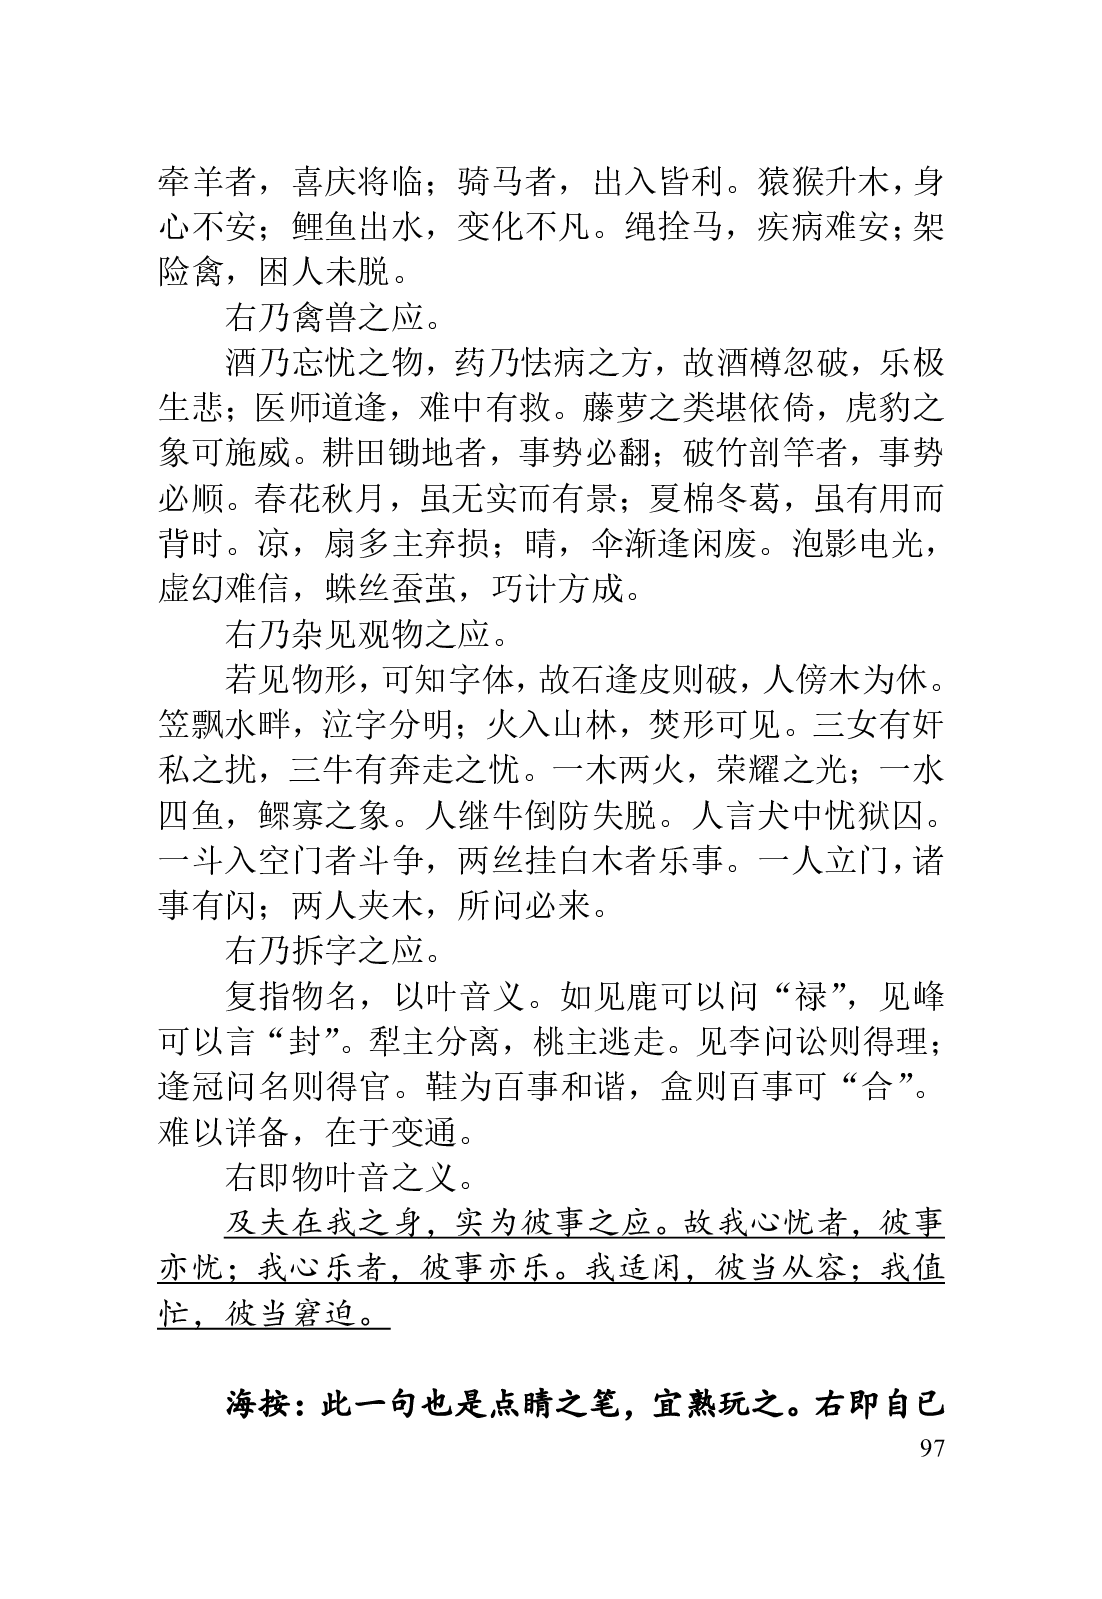 牵羊者，喜庆将临；骑马者，出入皆利。猿猴升木，身
心不安；鲤鱼出水，变化不凡。绳拴马，疾病难安；架
险禽，困人未脱。
右乃禽兽之应。
酒乃忘忧之物，药乃怯病之方，故酒樽忽破，乐极
生悲；医师道逢，难中有救。藤萝之类堪依倚，虎豹之
象可施威。耕田锄地者，事势必翻；破竹剖竿者，事势
必顺。春花秋月，虽无实而有景；夏棉冬葛，虽有用而
背时。凉，扇多主弃损；晴，伞渐逢闲废。泡影电光，
虚幻难信，蛛丝蚕茧，巧计方成。
右乃杂见观物之应。
若见物形，可知字体，故石逢皮则破，人傍木为休。
笠飘水畔，泣字分明；火入山林，焚形可见。三女有奸
私之扰，三牛有奔走之忧。一木两火，荣耀之光；一水
四鱼，鳏寡之象。人继牛倒防失脱。人言犬中忧狱囚。
一斗入空门者斗争，两丝挂白木者乐事。一人立门，诸
事有闪；两人夹木，所问必来。
右乃拆字之应。
复指物名，以叶音义。如见鹿可以问“禄”，见峰
可以言“封”。犁主分离，桃主逃走。见李问讼则得理；
逢冠问名则得官。鞋为百事和谐，盒则百事可“合”。
难以详备，在于变通。
右即物叶音之义。
及夫在我之身，实为彼事之应。故我心忧者，彼事
亦忧；我心乐者，彼事亦乐。我适闲，彼当从容；我值
忙，彼当窘迫。
海按：此一句也是点睛之笔，宜熟玩之。右即自已
97